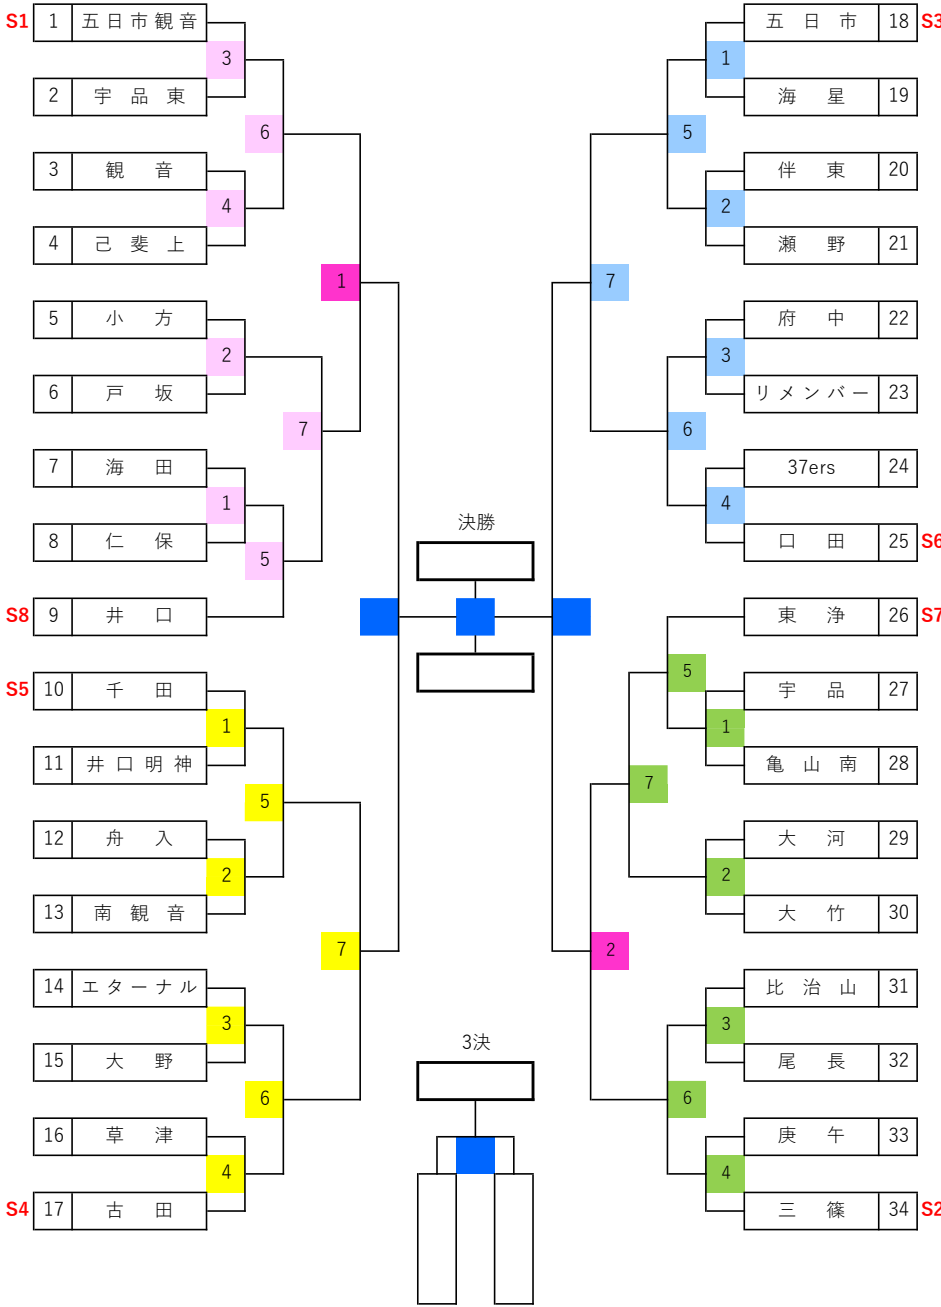 S1 1 五日市観音
3
2 宇品東
6
3 観音
4
4 己斐上
1
5 小方
2
6 戸坂
7
7 海田
1
8 仁保
5
S8 9 井口
S5 10 千田
1
11 井口明神
5
12 舟入
2
13 南観音
7
14 エターナル
3
15 大野
6
16 草津
4
S4 17 古田
決勝
3決
五日市 18 S3
1
海星 19
5
伴東 20
2
瀬野 21
7
府中 22
3
リメンバー 23
6
37ers 24
4
口田 25 S6
東浄 26 S7
5
宇品 27
1
亀山南 28
7
大河 29
2
大竹 30
2
比治山 31
3
尾長 32
6
庚午 33
4
三篠 34 S2